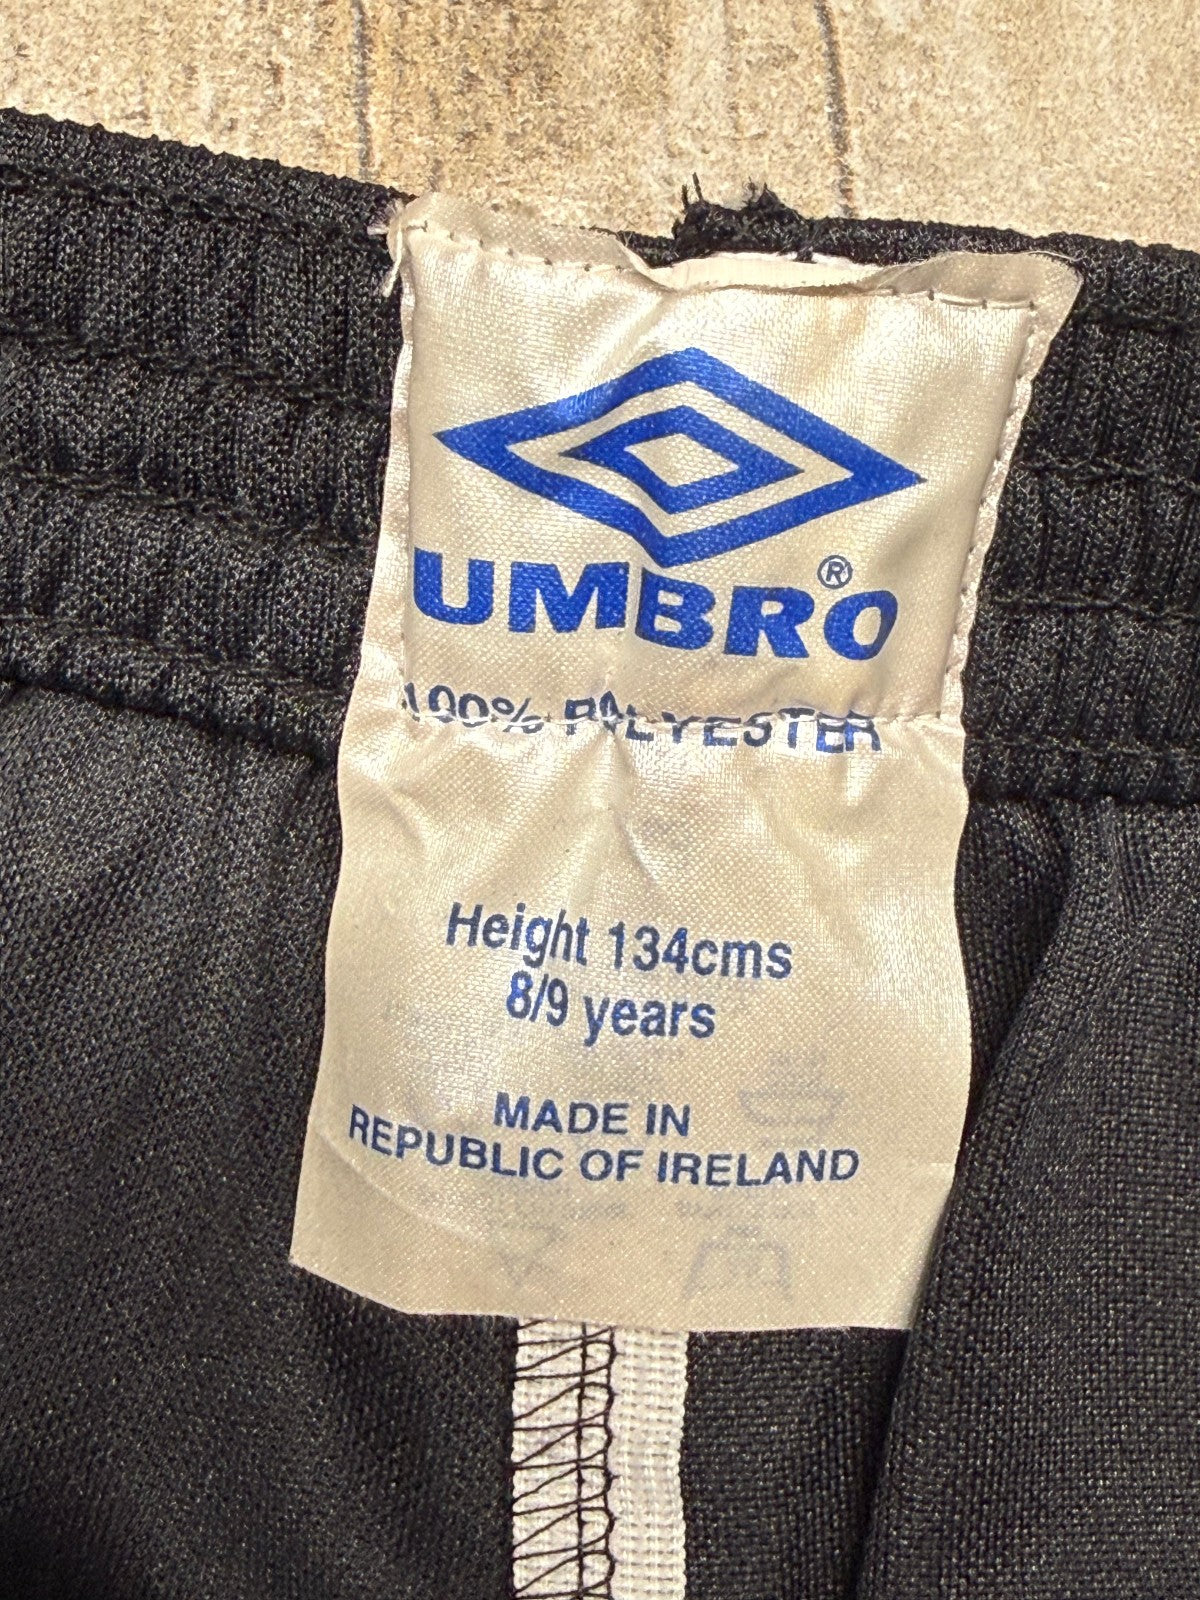 UMBRO®
100% POLYESTER
Height 134cms
8/9 years
MADE IN
REPUBLIC OF IRELAND